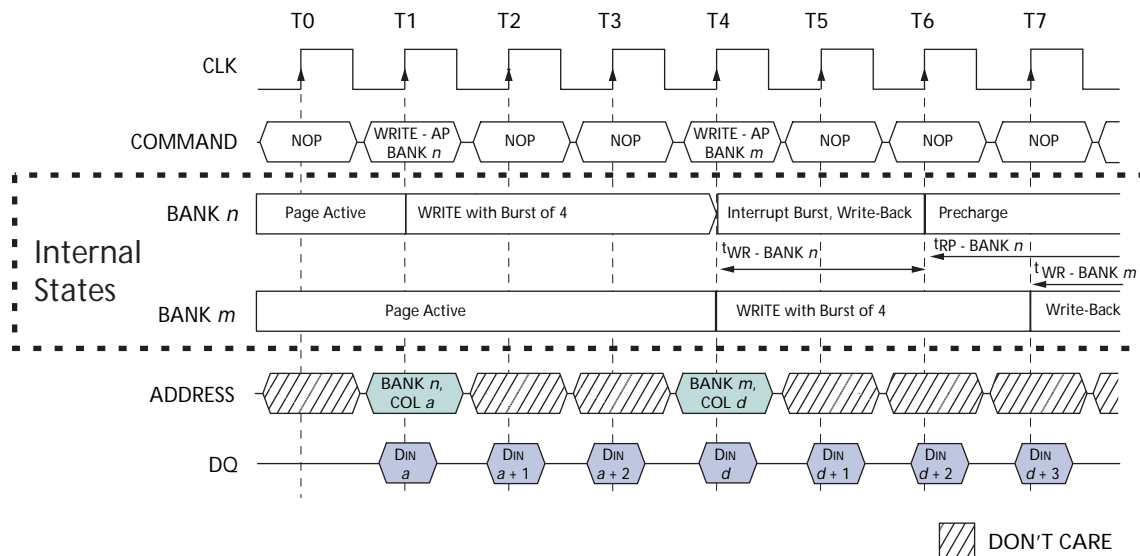 T0 T1 T2 T3 T4 T5 T6 T7
CLK
COMMAND NOP WRITE - AP BANK n NOP NOP WRITE - AP BANK m NOP NOP NOP
BANK n Page Active WRITE with Burst of 4 Interrupt Burst, Write-Back Precharge
Internal States
tWR - BANK n tRP - BANK n
tWR - BANK m
BANK m Page Active WRITE with Burst of 4 Write-Back
ADDRESS BANK n, COL a BANK m, COL d
DQ DIN a DIN a + 1 DIN a + 2 DIN d DIN d + 1 DIN d + 2 DIN d + 3
DON'T CARE